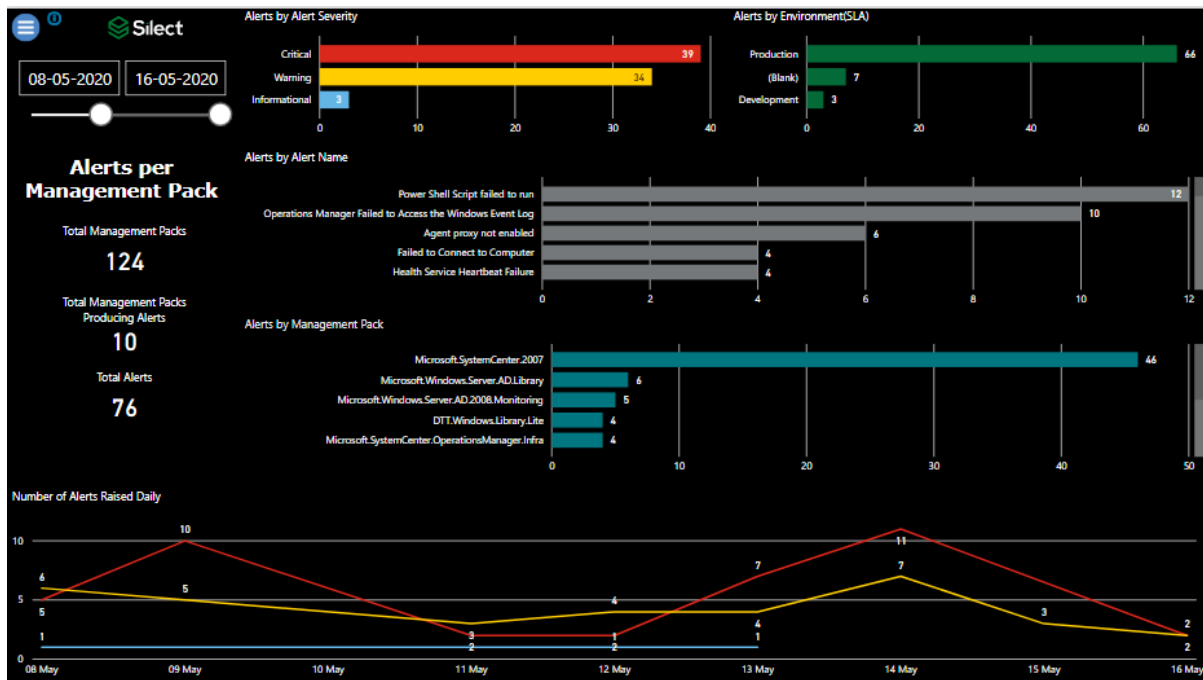 Silect
08-05-2020
16-05-2020
Alerts per
Management Pack
Total Management Packs
124
Total Management Packs
Producing Alerts
10
Total Alerts
76
Alerts by Alert Severity
Critical
39
Warning
34
Informational
3
0 10 20 30 40
Alerts by Environment(SLA)
Production
66
(Blank)
7
Development
3
0 20 40 60
Alerts by Alert Name
Power Shell Script failed to run
12
Operations Manager Failed to Access the Windows Event Log
10
Agent proxy not enabled
6
Failed to Connect to Computer
4
Health Service Heartbeat Failure
4
0 2 4 6 8 10 12
Alerts by Management Pack
Microsoft.SystemCenter.2007
46
Microsoft.Windows.Server.AD.Library
6
Microsoft.Windows.Server.AD.2008.Monitoring
5
DTT.Windows.Library.Lite
4
Microsoft.SystemCenter.OperationsManager.Infra
4
0 10 20 30 40 50
Number of Alerts Raised Daily
10
5
0
6
5
1
10
5
3
2
4
1
2
7
4
1
11
7
3
2
2
08 May 09 May 10 May 11 May 12 May 13 May 14 May 15 May 16 May